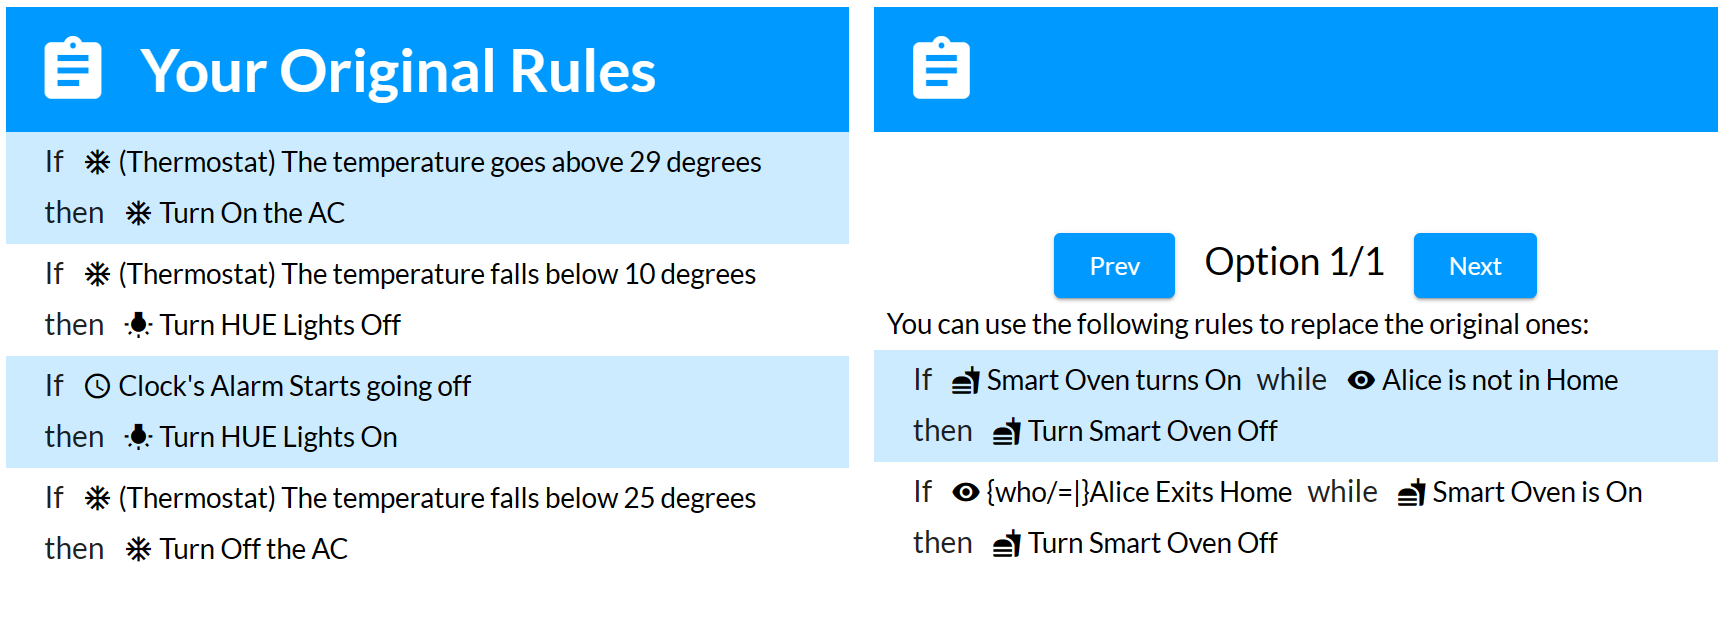 Your Original Rules
If (Thermostat) The temperature goes above 29 degrees
then Turn On the AC
If (Thermostat) The temperature falls below 10 degrees
then Turn HUE Lights Off
If Clock's Alarm Starts going off
then Turn HUE Lights On
If (Thermostat) The temperature falls below 25 degrees
then Turn Off the AC
Prev Option 1/1 Next
You can use the following rules to replace the original ones:
If Smart Oven turns On while Alice is not in Home
then Turn Smart Oven Off
If {who/=|}Alice Exits Home while Smart Oven is On
then Turn Smart Oven Off